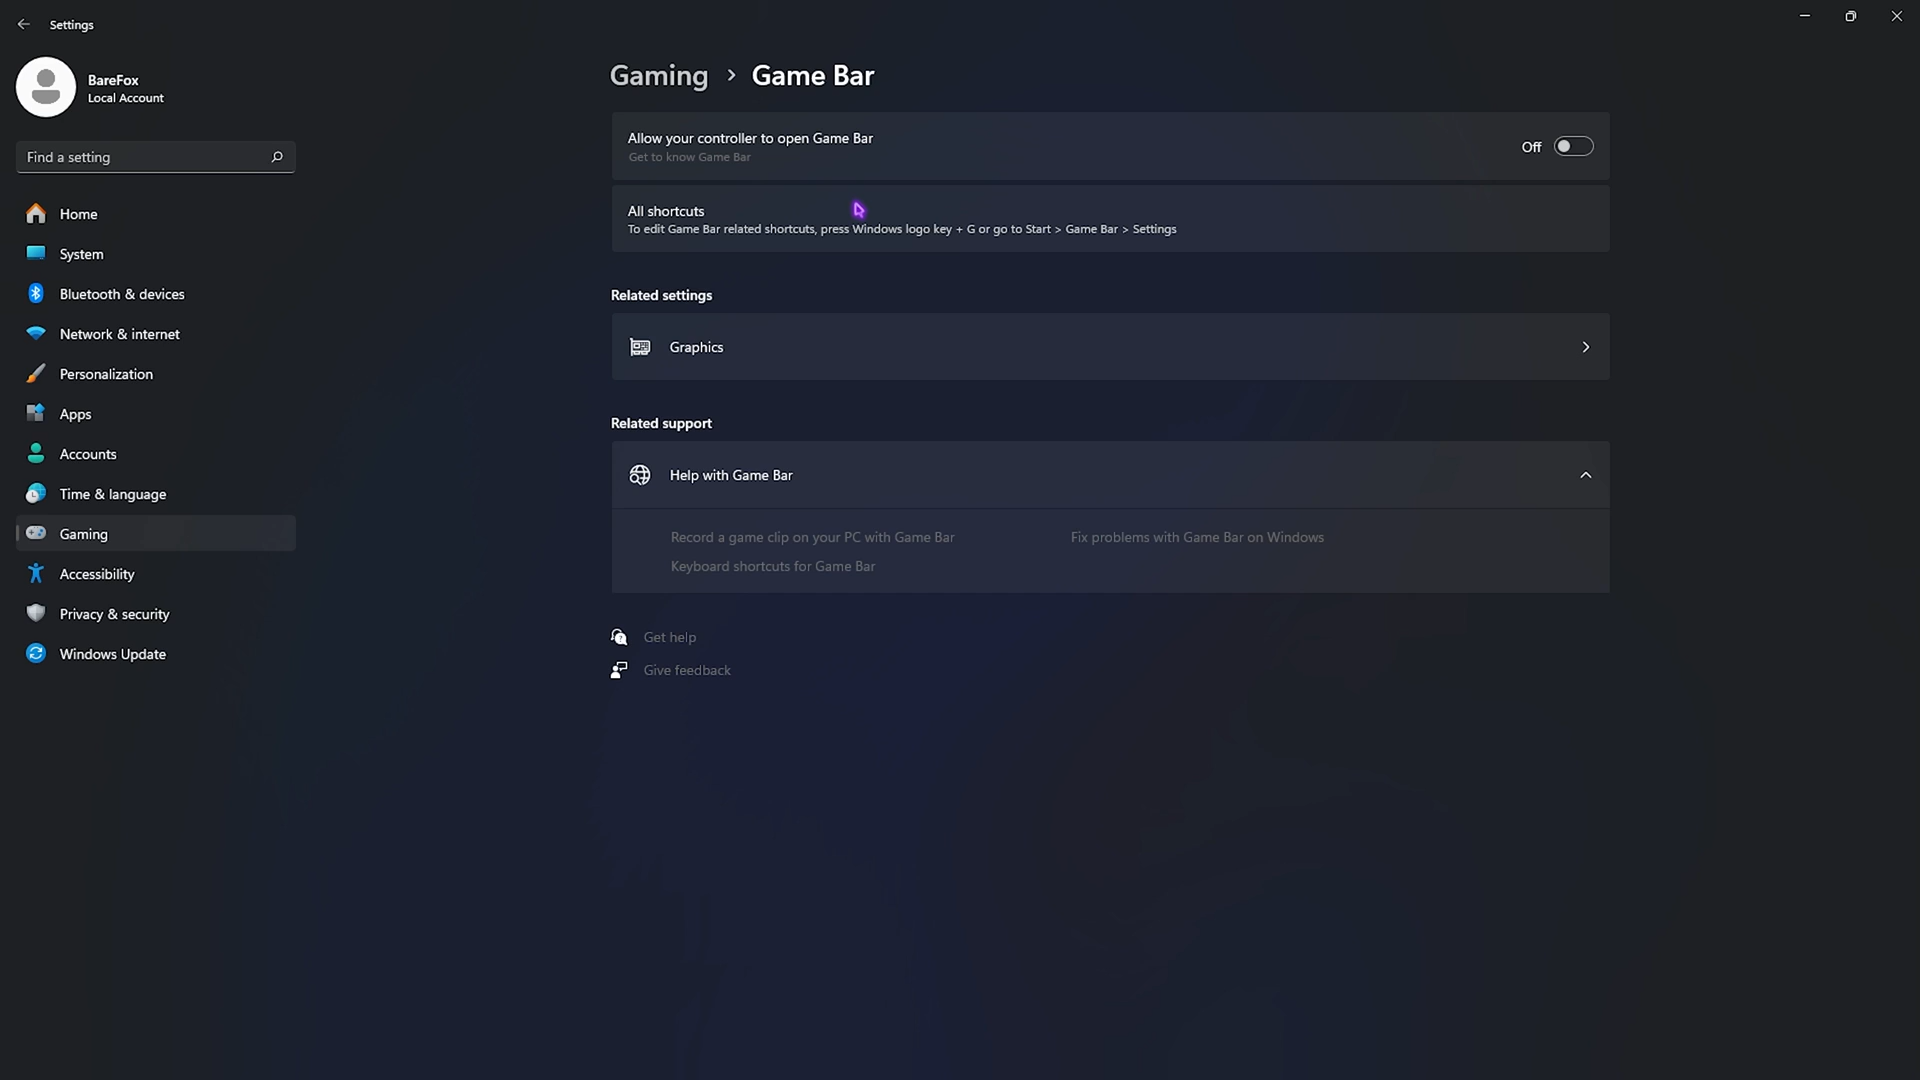 Settings
BareFox
Local Account
Find a setting
Home
System
Bluetooth & devices
Network & internet
Personalization
Apps
Accounts
Time & language
Gaming
Accessibility
Privacy & security
Windows Update
Gaming > Game Bar
Allow your controller to open Game Bar
Get to know Game Bar
Off
All shortcuts
To edit Game Bar related shortcuts, press Windows logo key + G or go to Start > Game Bar > Settings
Related settings
Graphics
Related support
Help with Game Bar
Record a game clip on your PC with Game Bar
Fix problems with Game Bar on Windows
Keyboard shortcuts for Game Bar
Get help
Give feedback